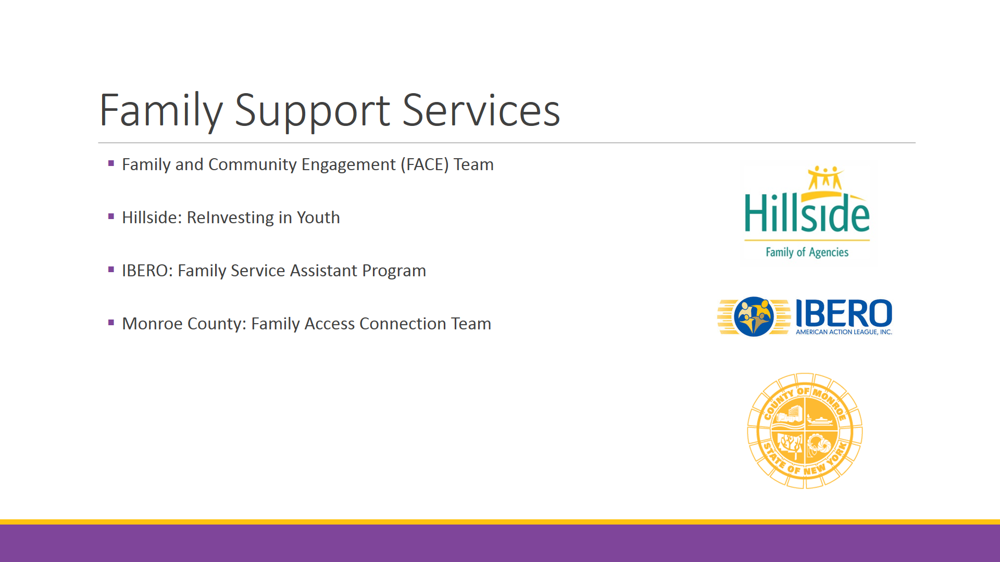 Family Support Services
▪ Family and Community Engagement (FACE) Team
▪ Hillside: ReInvesting in Youth
▪ IBERO: Family Service Assistant Program
▪ Monroe County: Family Access Connection Team
Hillside
Family of Agencies
IBERO
AMERICAN ACTION LEAGUE, INC.
COUNTY OF MONROE
STATE OF NEW YORK